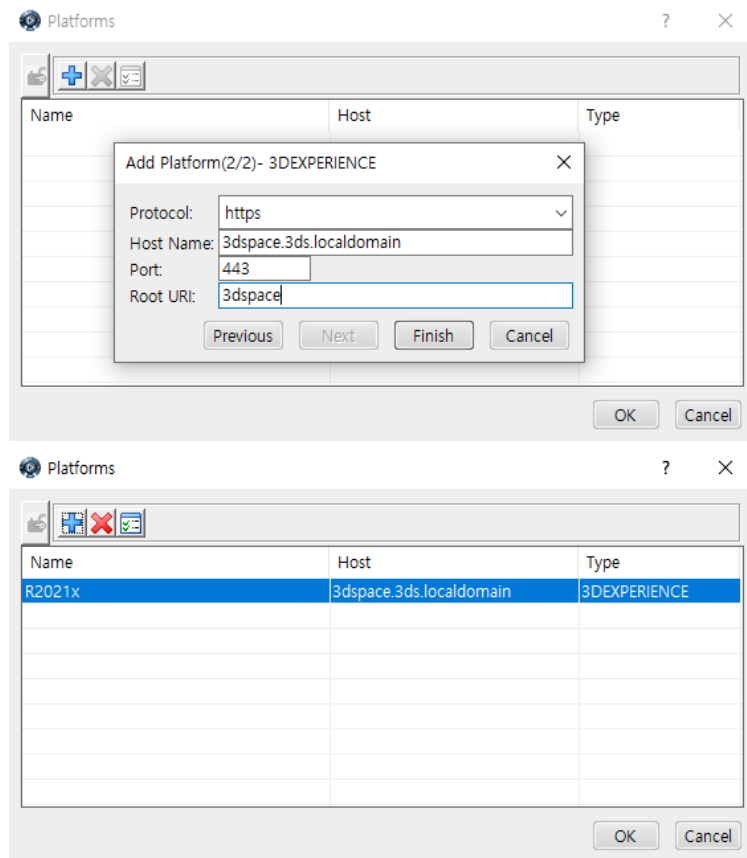 Platforms ?
Name Host Type
Add Platform(2/2)- 3DEXPERIENCE
Protocol: https
Host Name: 3dspace.3ds.localdomain
Port: 443
Root URI: 3dspace
Previous Next Finish Cancel
OK Cancel
Platforms ?
Name Host Type
R2021x 3dspace.3ds.localdomain 3DEXPERIENCE
OK Cancel